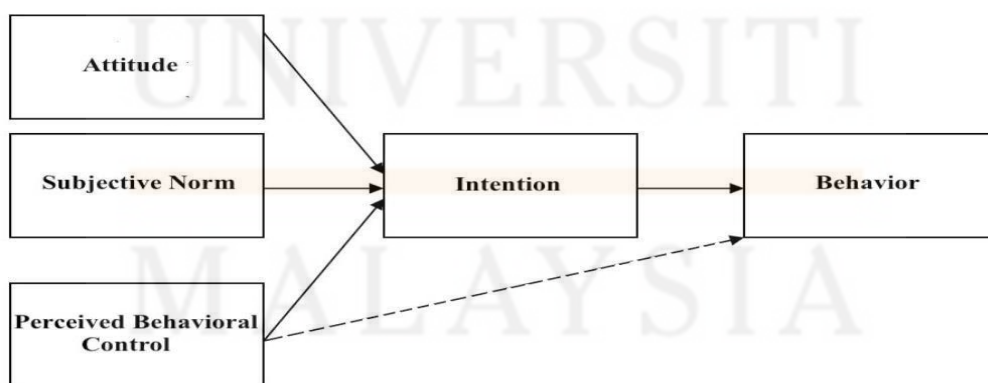 UNIVERSITI
Attitude
Subjective Norm
Intention
Behavior
MALAYSIA
Perceived Behavioral
Control